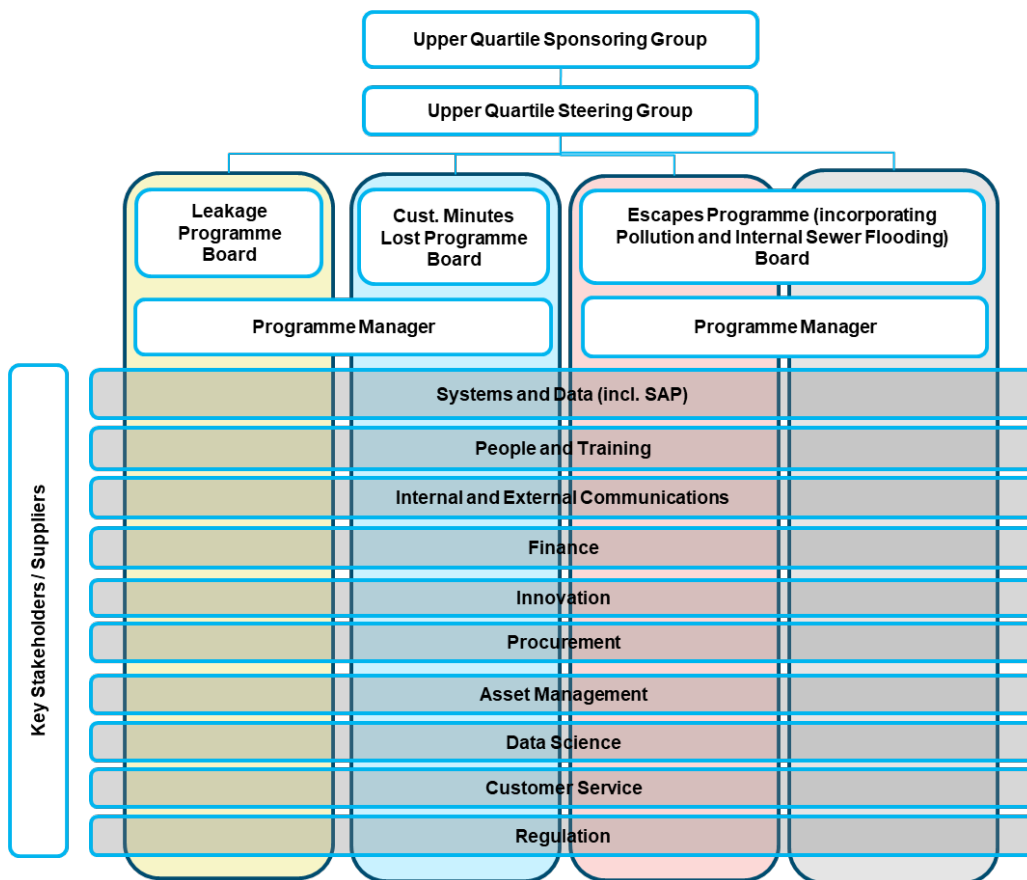 Upper Quartile Sponsoring Group
Upper Quartile Steering Group
Leakage
Programme
Board
Cust. Minutes
Lost Programme
Board
Escapes Programme (incorporating
Pollution and Internal Sewer Flooding)
Board
Programme Manager
Programme Manager
Key Stakeholders / Suppliers
Systems and Data (incl. SAP)
People and Training
Internal and External Communications
Finance
Innovation
Procurement
Asset Management
Data Science
Customer Service
Regulation